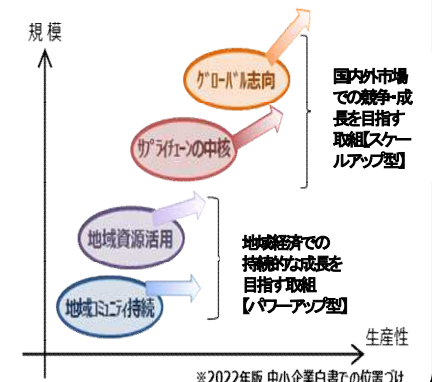 規模
グローバル志向
国内外市場
での競争・成
長を目指す
取組【スケー
ルアップ型】
サプライチェーンの中核
地域資源活用
地域経済での
持続的な成長を
目指す取組
【パワーアップ型】
地域コミュニティ持続
生産性
※2022年版 中小企業白書での位置づけ